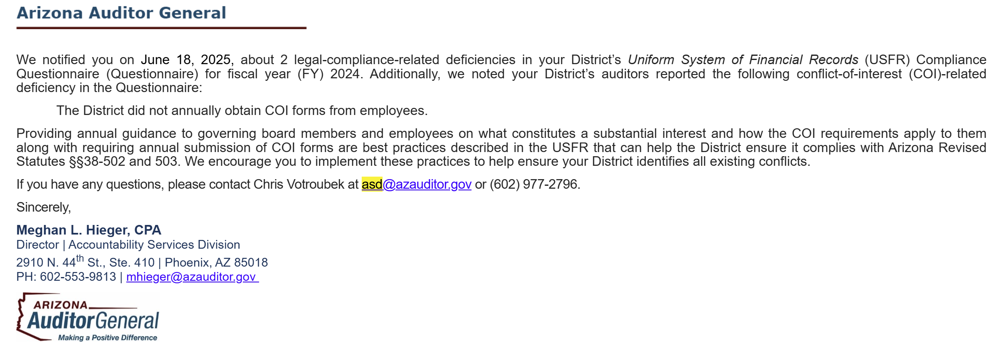 Arizona Auditor General
We notified you on June 18, 2025, about 2 legal-compliance-related deficiencies in your District’s Uniform System of Financial Records (USFR) Compliance
Questionnaire (Questionnaire) for fiscal year (FY) 2024. Additionally, we noted your District’s auditors reported the following conflict-of-interest (COI)-related
deficiency in the Questionnaire:
The District did not annually obtain COI forms from employees.
Providing annual guidance to governing board members and employees on what constitutes a substantial interest and how the COI requirements apply to them
along with requiring annual submission of COI forms are best practices described in the USFR that can help the District ensure it complies with Arizona Revised
Statutes §§38-502 and 503. We encourage you to implement these practices to help ensure your District identifies all existing conflicts.
If you have any questions, please contact Chris Votroubek at asd@azauditor.gov or (602) 977-2796.
Sincerely,
Meghan L. Hieger, CPA
Director | Accountability Services Division
2910 N. 44th St., Ste. 410 | Phoenix, AZ 85018
PH: 602-553-9813 | mhieger@azauditor.gov
ARIZONA
AuditorGeneral
Making a Positive Difference